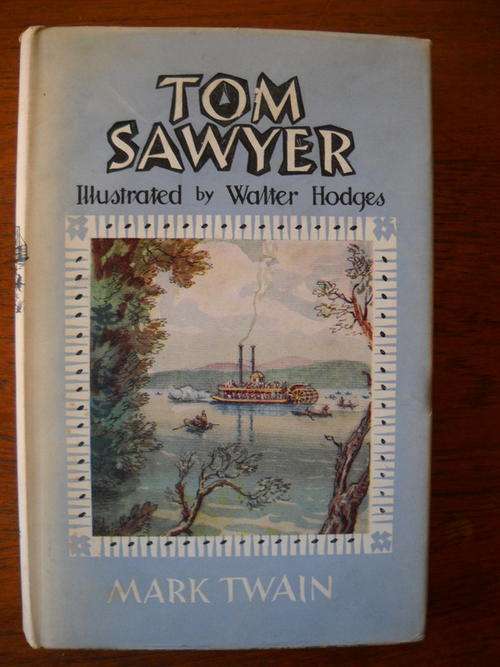 TOM
SAWYER
Illustrated by Walter Hodges
MARK TWAIN